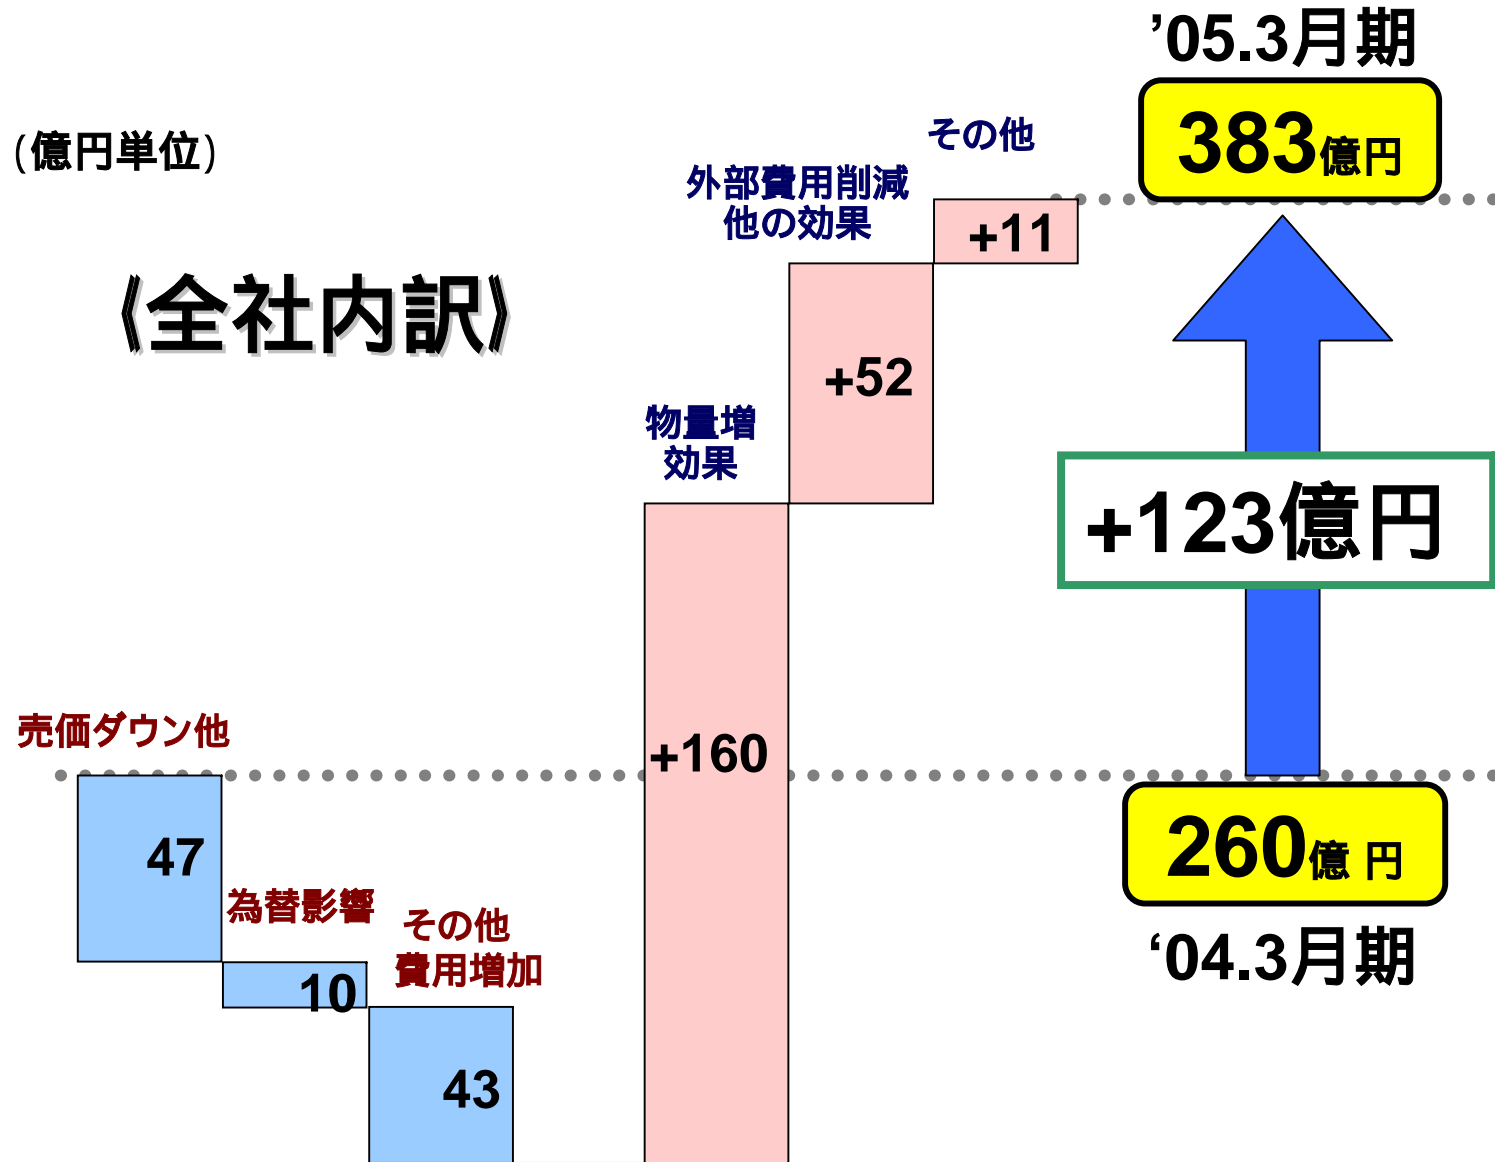 ’05.3月期
383億円
(億円単位)
その他
外部費用削減
他の効果
+11
《全社内訳》
+52
物量増
効果
+123億円
売価ダウン他
+160
47
260億 円
為替影響
その他
費用増加
‘04.3月期
10
43